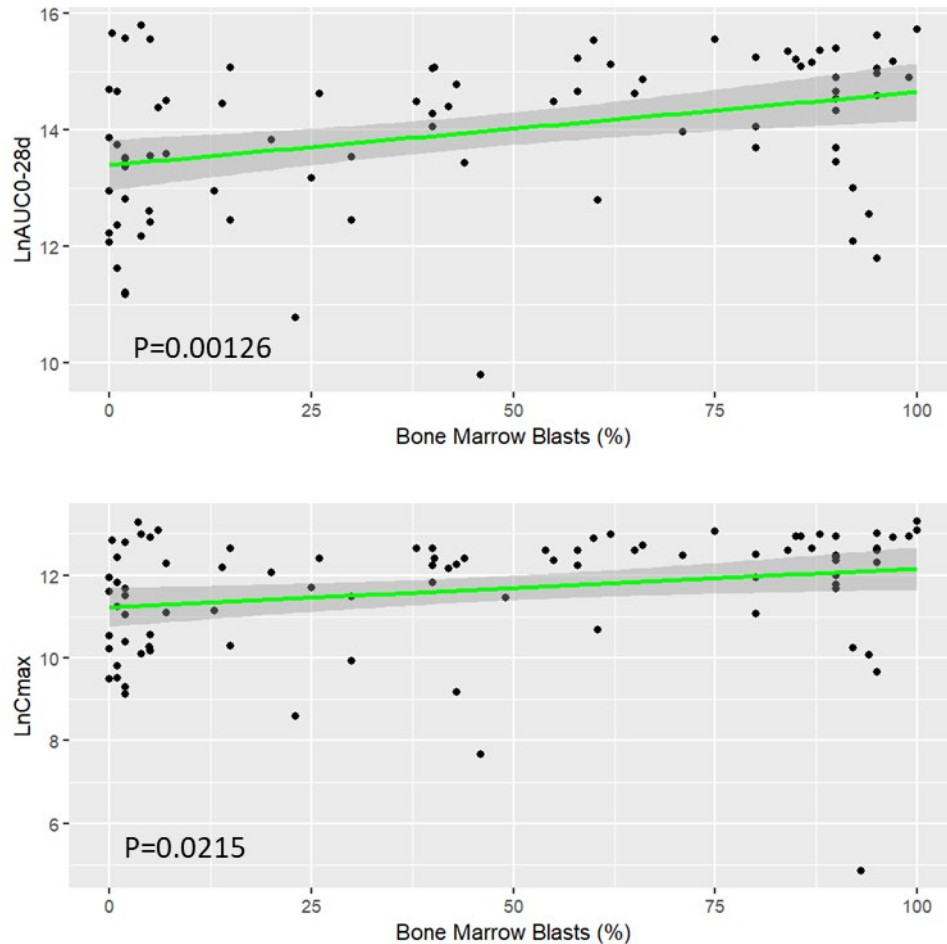 16
14
LnAUC0-28d
12
10
P=0.00126
0 25 50 75 100
Bone Marrow Blasts (%)
12
10
LnCmax
8
6
P=0.0215
0 25 50 75 100
Bone Marrow Blasts (%)